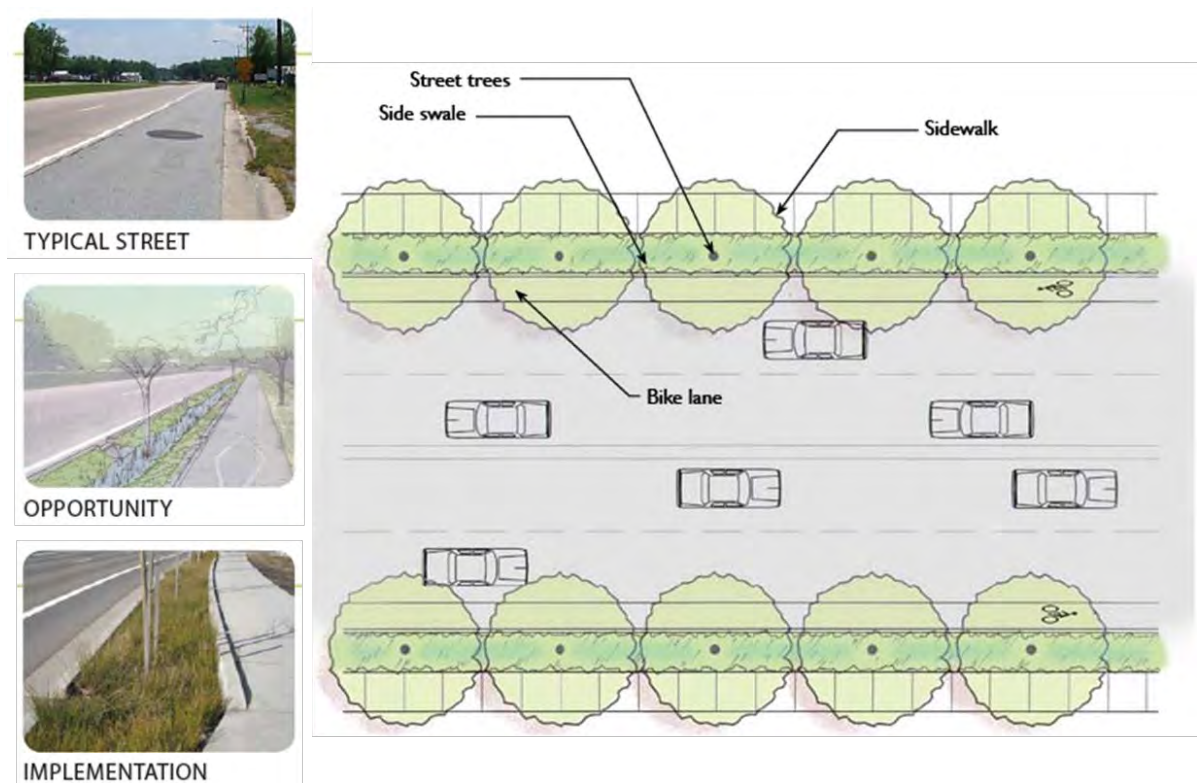 TYPICAL STREET
OPPORTUNITY
IMPLEMENTATION
Street trees
Side swale
Sidewalk
Bike lane